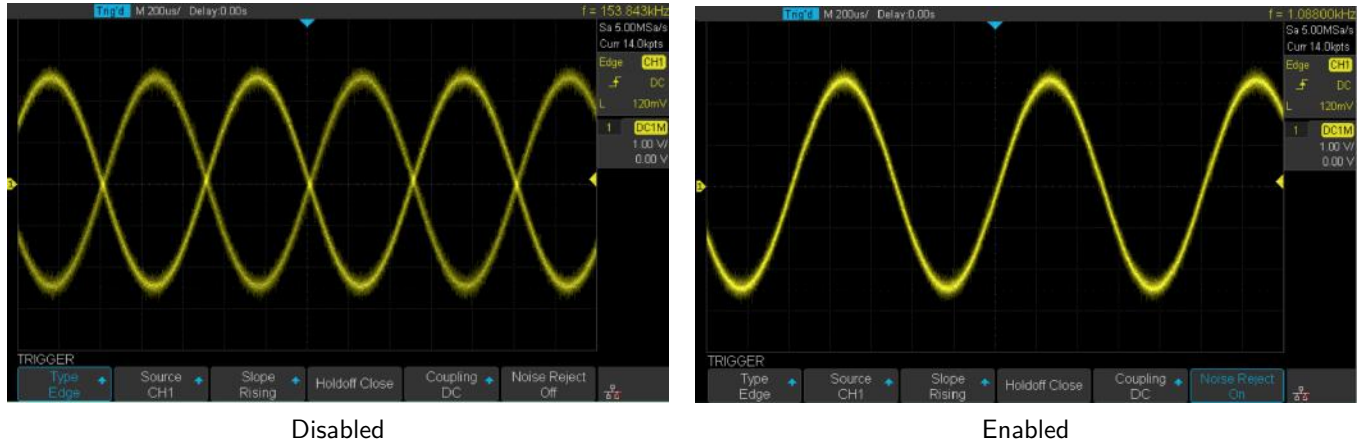 Trig'd M 200us/ Delay:0.00s f = 153.843kHz
Sa 5.00MSa/s
Curr 14.0kpts
Edge CH1
DC
L 120mV
1 DC1M
1.00 V/
0.00 V
1
TRIGGER
Type Edge
Source CH1
Slope Rising
Holdoff Close
Coupling DC
Noise Reject Off
Disabled
Trig'd M 200us/ Delay:0.00s f = 1.08800kHz
Sa 5.00MSa/s
Curr 14.0kpts
Edge CH1
DC
L 120mV
1 DC1M
1.00 V/
0.00 V
1
TRIGGER
Type Edge
Source CH1
Slope Rising
Holdoff Close
Coupling DC
Noise Reject On
Enabled